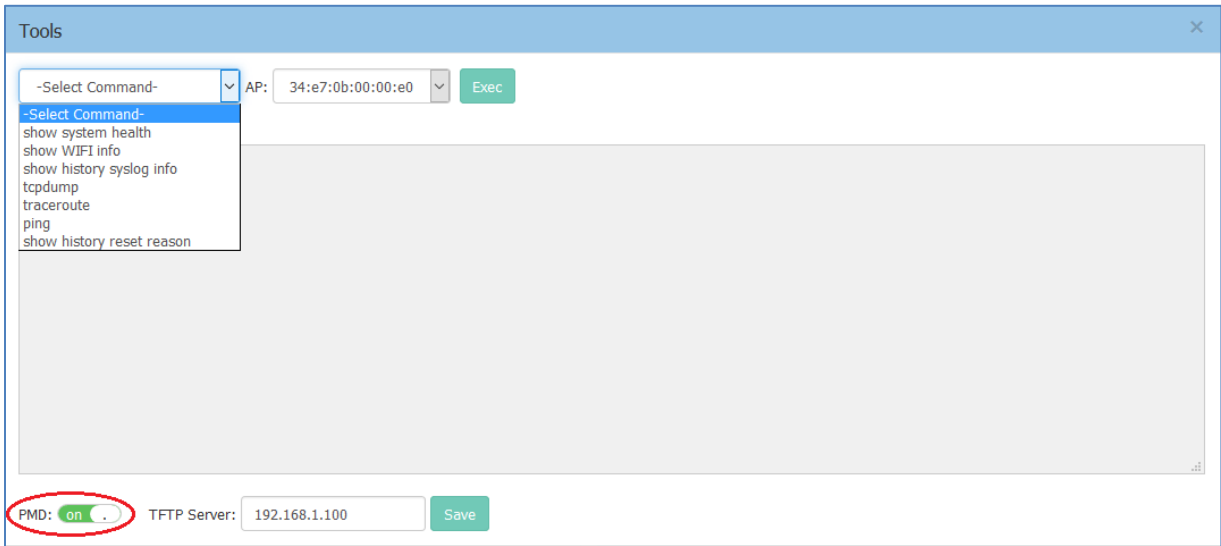 Tools ×
-Select Command- AP: 34:e7:0b:00:00:e0 Exec
-Select Command-
show system health
show WIFI info
show history syslog info
tcpdump
traceroute
ping
show history reset reason
PMD: on . TFTP Server: 192.168.1.100 Save